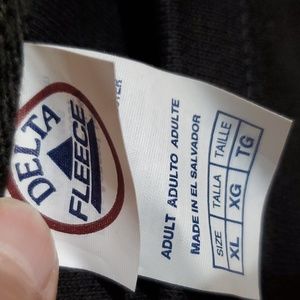 DELTA
FLEECE
ADULT ADULTO ADULTE
MADE IN EL SALVADOR
SIZE TALLA TAILLE
XL XG TG